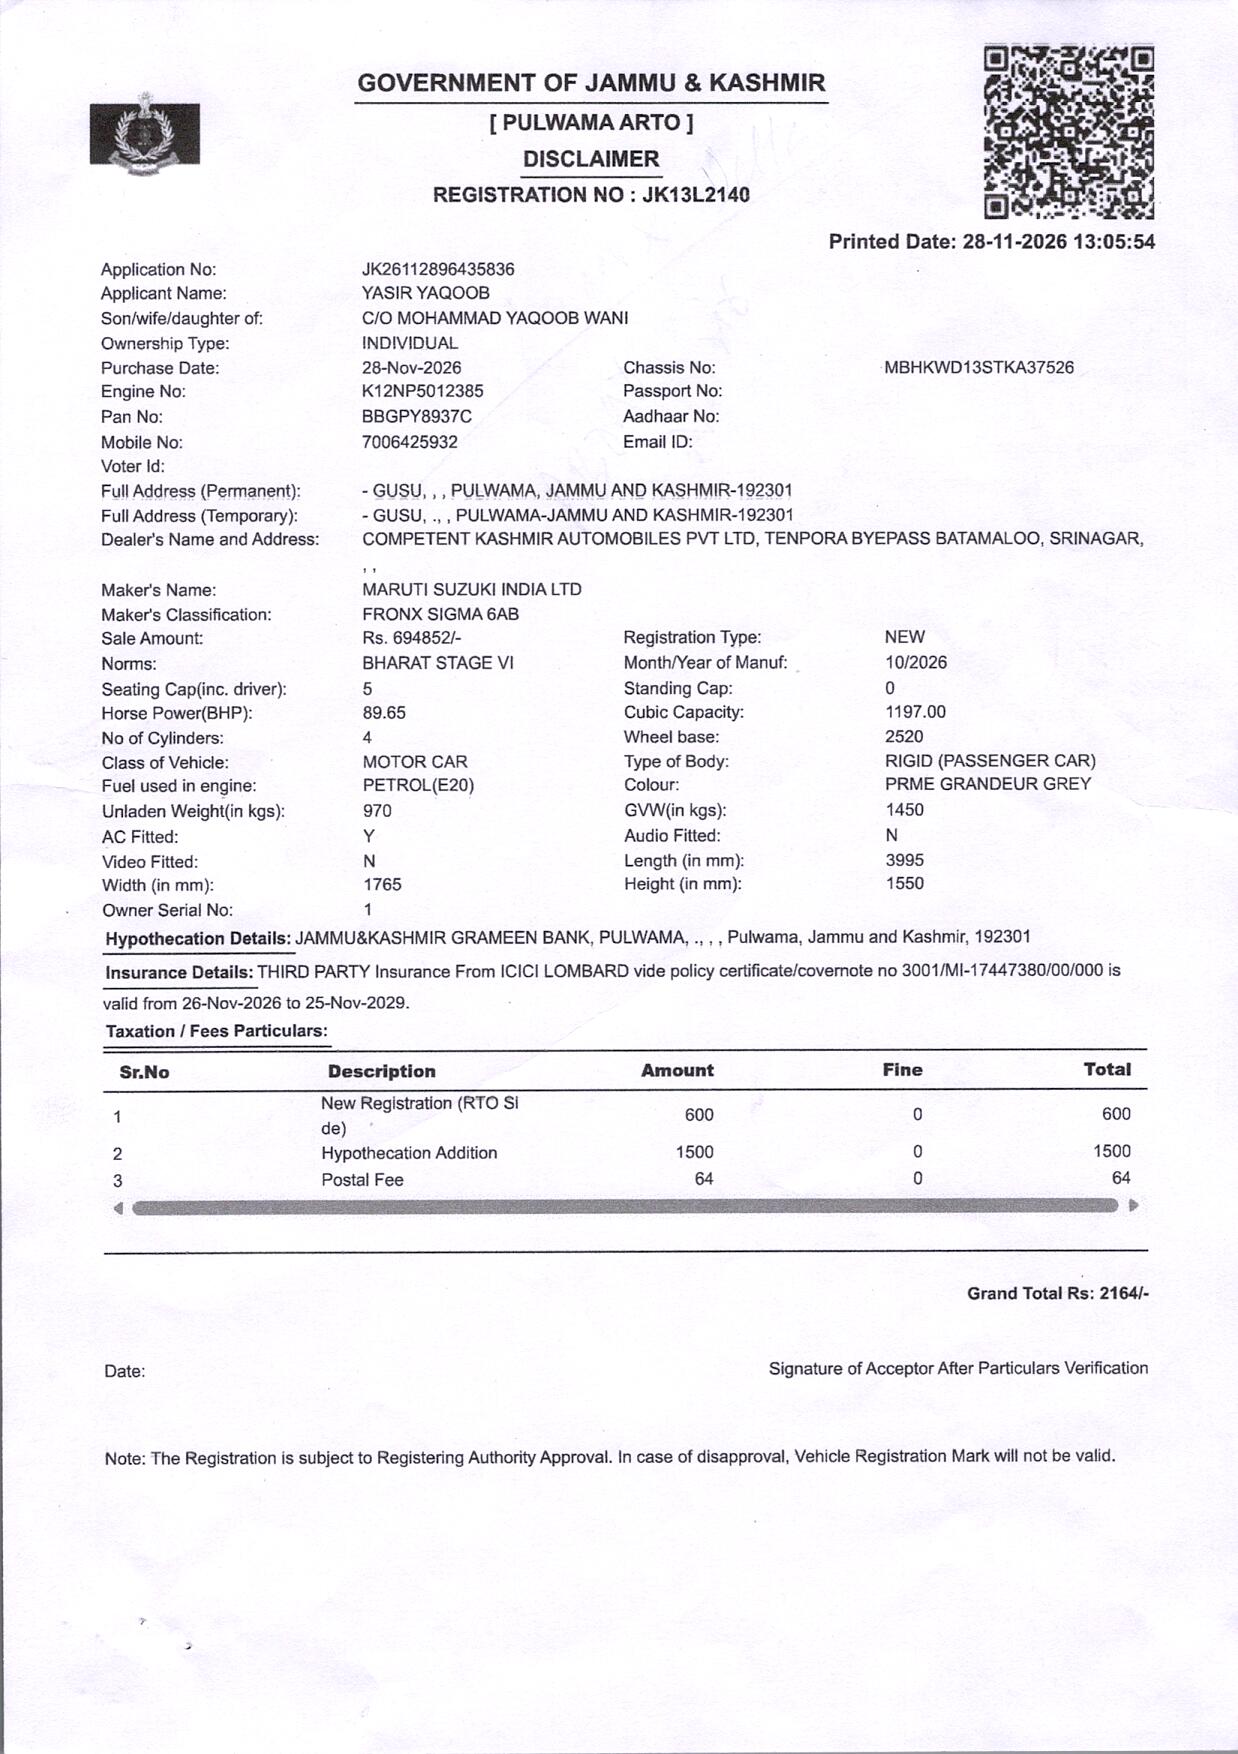 GOVERNMENT OF JAMMU & KASHMIR
[ PULWAMA ARTO ]
DISCLAIMER
REGISTRATION NO : JK13L2140
Printed Date: 28-11-2026 13:05:54
Application No: JK26112896435836
Applicant Name: YASIR YAQOOB
Son/wife/daughter of: C/O MOHAMMAD YAQOOB WANI
Ownership Type: INDIVIDUAL
Purchase Date: 28-Nov-2026 Chassis No: MBHKWD13STKA37526
Engine No: K12NP5012385 Passport No:
Pan No: BBGPY8937C Aadhaar No:
Mobile No: 7006425932 Email ID:
Voter Id:
Full Address (Permanent): - GUSU, , , PULWAMA, JAMMU AND KASHMIR-192301
Full Address (Temporary): - GUSU, ., , PULWAMA-JAMMU AND KASHMIR-192301
Dealer's Name and Address: COMPETENT KASHMIR AUTOMOBILES PVT LTD, TENPORA BYEPASS BATAMALOO, SRINAGAR,
, ,
Maker's Name: MARUTI SUZUKI INDIA LTD
Maker's Classification: FRONX SIGMA 6AB
Sale Amount: Rs. 694852/- Registration Type: NEW
Norms: BHARAT STAGE VI Month/Year of Manuf: 10/2026
Seating Cap(inc. driver): 5 Standing Cap: 0
Horse Power(BHP): 89.65 Cubic Capacity: 1197.00
No of Cylinders: 4 Wheel base: 2520
Class of Vehicle: MOTOR CAR Type of Body: RIGID (PASSENGER CAR)
Fuel used in engine: PETROL(E20) Colour: PRME GRANDEUR GREY
Unladen Weight(in kgs): 970 GVW(in kgs): 1450
AC Fitted: Y Audio Fitted: N
Video Fitted: N Length (in mm): 3995
Width (in mm): 1765 Height (in mm): 1550
Owner Serial No: 1
Hypothecation Details: JAMMU&KASHMIR GRAMEEN BANK, PULWAMA, ., , , Pulwama, Jammu and Kashmir, 192301
Insurance Details: THIRD PARTY Insurance From ICICI LOMBARD vide policy certificate/covernote no 3001/MI-17447380/00/000 is
valid from 26-Nov-2026 to 25-Nov-2029.
Taxation / Fees Particulars:
Sr.No Description Amount Fine Total
1 New Registration (RTO Si
de) 600 0 600
2 Hypothecation Addition 1500 0 1500
3 Postal Fee 64 0 64
Grand Total Rs: 2164/-
Date: Signature of Acceptor After Particulars Verification
Note: The Registration is subject to Registering Authority Approval. In case of disapproval, Vehicle Registration Mark will not be valid.